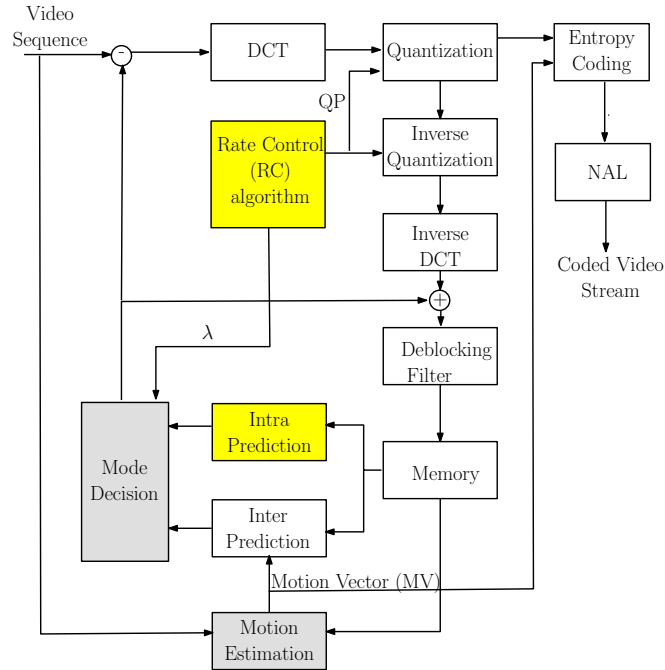 Video
Sequence
-
DCT
Quantization
Entropy
Coding
QP
Rate Control
(RC)
algorithm
Inverse
Quantization
NAL
Inverse
DCT
Coded Video
Stream
+
λ
Deblocking
Filter
Intra
Prediction
Mode
Decision
Memory
Inter
Prediction
Motion Vector (MV)
Motion
Estimation